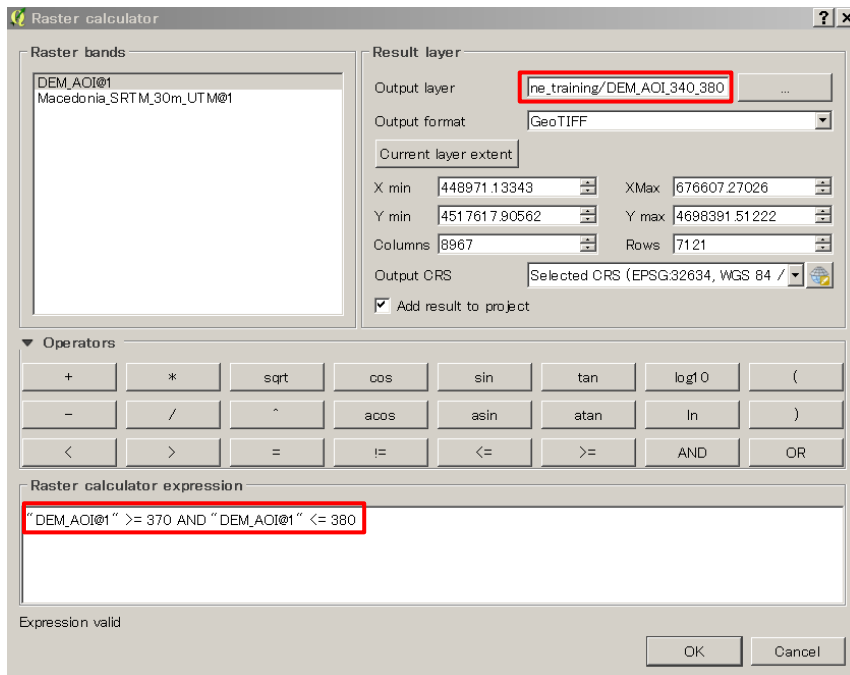 Raster calculator
? x
Raster bands
DEM_AOI@1
Macedonia_SRTM_30m_UTM@1
Result layer
Output layer ne_training/DEM_AOI_340_380 ...
Output format GeoTIFF
Current layer extent
X min 448971.13343 XMax 676607.27026
Y min 4517617.90562 Y max 4698391.51222
Columns 8967 Rows 7121
Output CRS Selected CRS (EPSG:32634, WGS 84 /
Add result to project
Operators
+ * sqrt cos sin tan log10 (
- / ^ acos asin atan ln )
< > = != <= >= AND OR
Raster calculator expression
"DEM_AOI@1" >= 370 AND "DEM_AOI@1" <= 380
Expression valid
OK Cancel